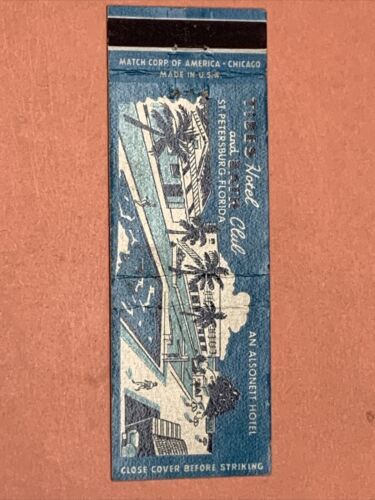 MATCH CORP. OF AMERICA - CHICAGO
MADE IN U.S.A.
TIDES Hotel
and BATH Club
ST. PETERSBURG - FLORIDA
AN ALSONETT HOTEL
CLOSE COVER BEFORE STRIKING